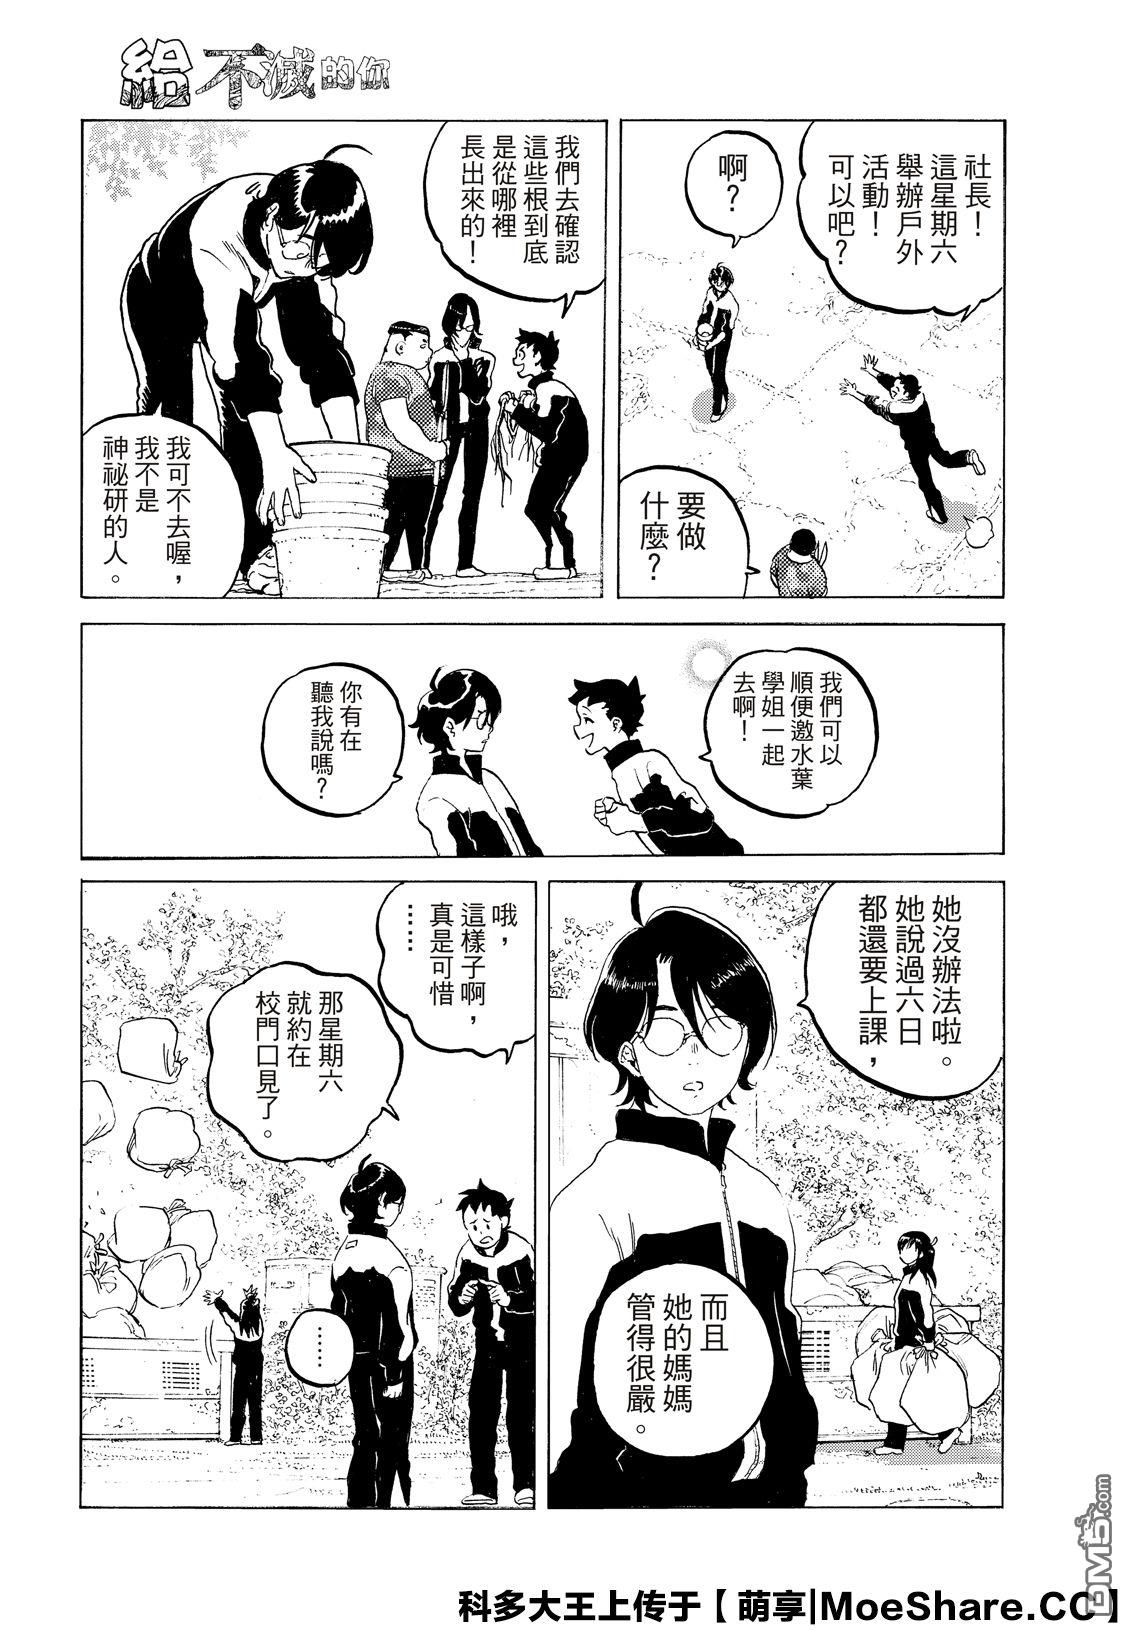 給不滅的你
社長！
這星期六
舉辦戶外
活動！
可以吧？
啊？
要做
什麼？
我們去確認
這些根到底
是從哪裡
長出來的！
我可不去喔，
我不是
神祕研的人。
我們可以
順便邀水葉
學姐一起
去啊！
你有在
聽我說嗎？
她沒辦法啦。
她說過六日
都還要上課，
而且
她的媽媽
管得很嚴。
哦，
這樣子啊，
真是可惜
……
那星期六
就約在
校門口見了。
……
DM5.com
科多大王上传于【萌享|MoeShare.CC】